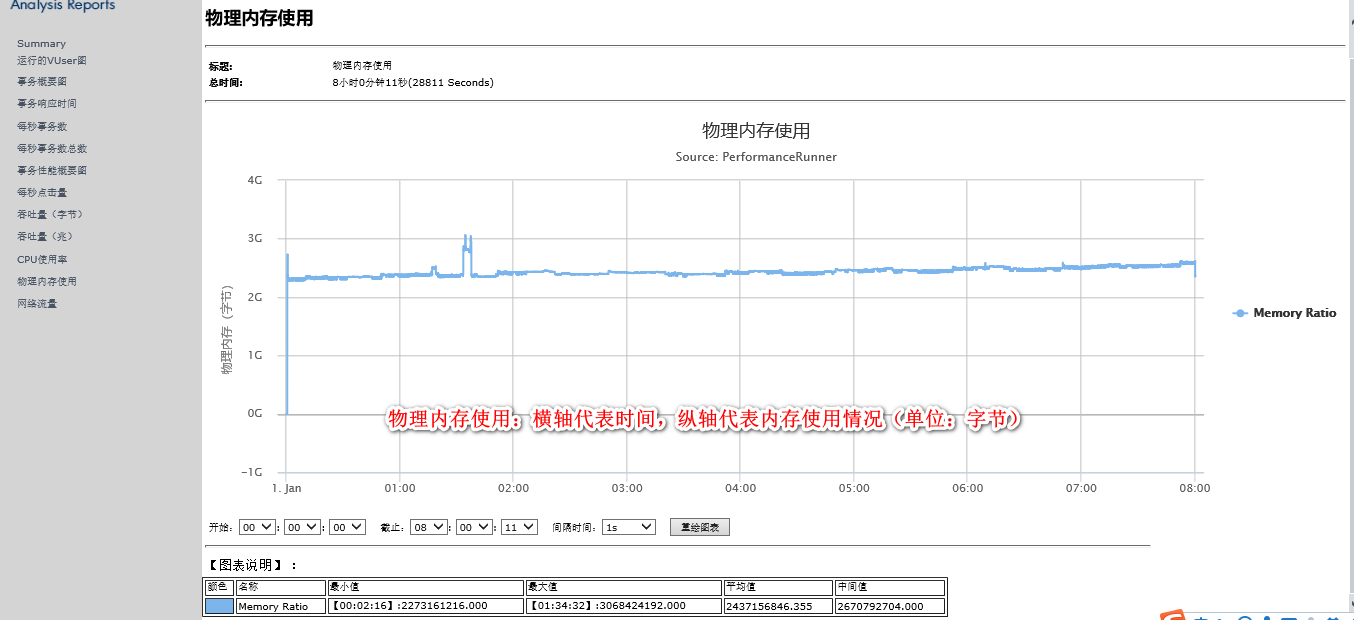 Analysis Reports
Summary
运行的VUser图
事务概要图
事务响应时间
每秒事务数
每秒事务数总数
事务性能概要图
每秒点击量
吞吐量（字节）
吞吐量（兆）
CPU使用率
物理内存使用
网络流量
物理内存使用
标题: 物理内存使用
总时间: 8小时0分钟11秒(28811 Seconds)
物理内存使用
Source: PerformanceRunner
4G
3G
2G
1G
0G
-1G
物理内存（字节）
Memory Ratio
物理内存使用：横轴代表时间，纵轴代表内存使用情况（单位：字节）
1. Jan 01:00 02:00 03:00 04:00 05:00 06:00 07:00 08:00
开始: 00 : 00 : 00 截止: 08 : 00 : 11 间隔时间: 1s 重绘图表
【图表说明】：
颜色 名称 最小值 最大值 平均值 中间值
Memory Ratio 【00:02:16】:2273161216.000 【01:34:32】:3068424192.000 2437156846.355 2670792704.000